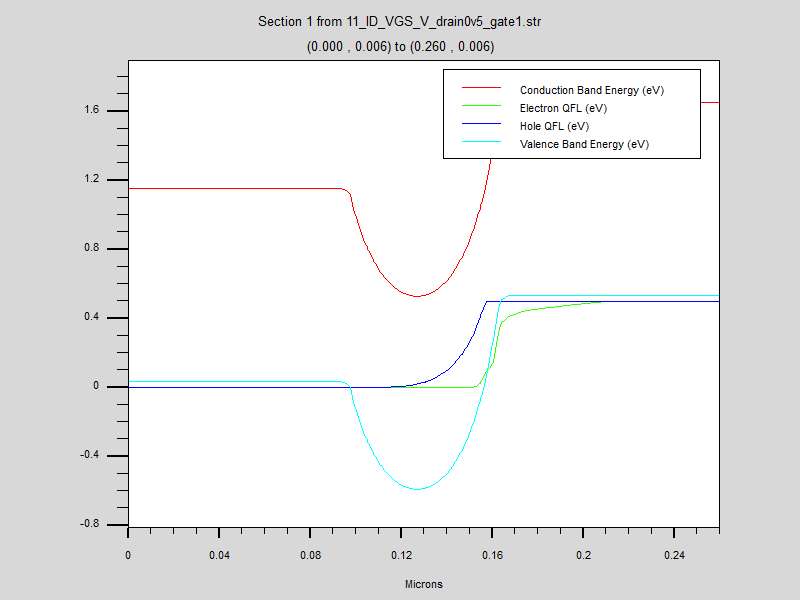 Section 1 from 11_ID_VGS_V_drain0v5_gate1.str
(0.000 , 0.006) to (0.260 , 0.006)
Conduction Band Energy (eV)
Electron QFL (eV)
Hole QFL (eV)
Valence Band Energy (eV)
1.6
1.2
0.8
0.4
0
-0.4
-0.8
0 0.04 0.08 0.12 0.16 0.2 0.24
Microns